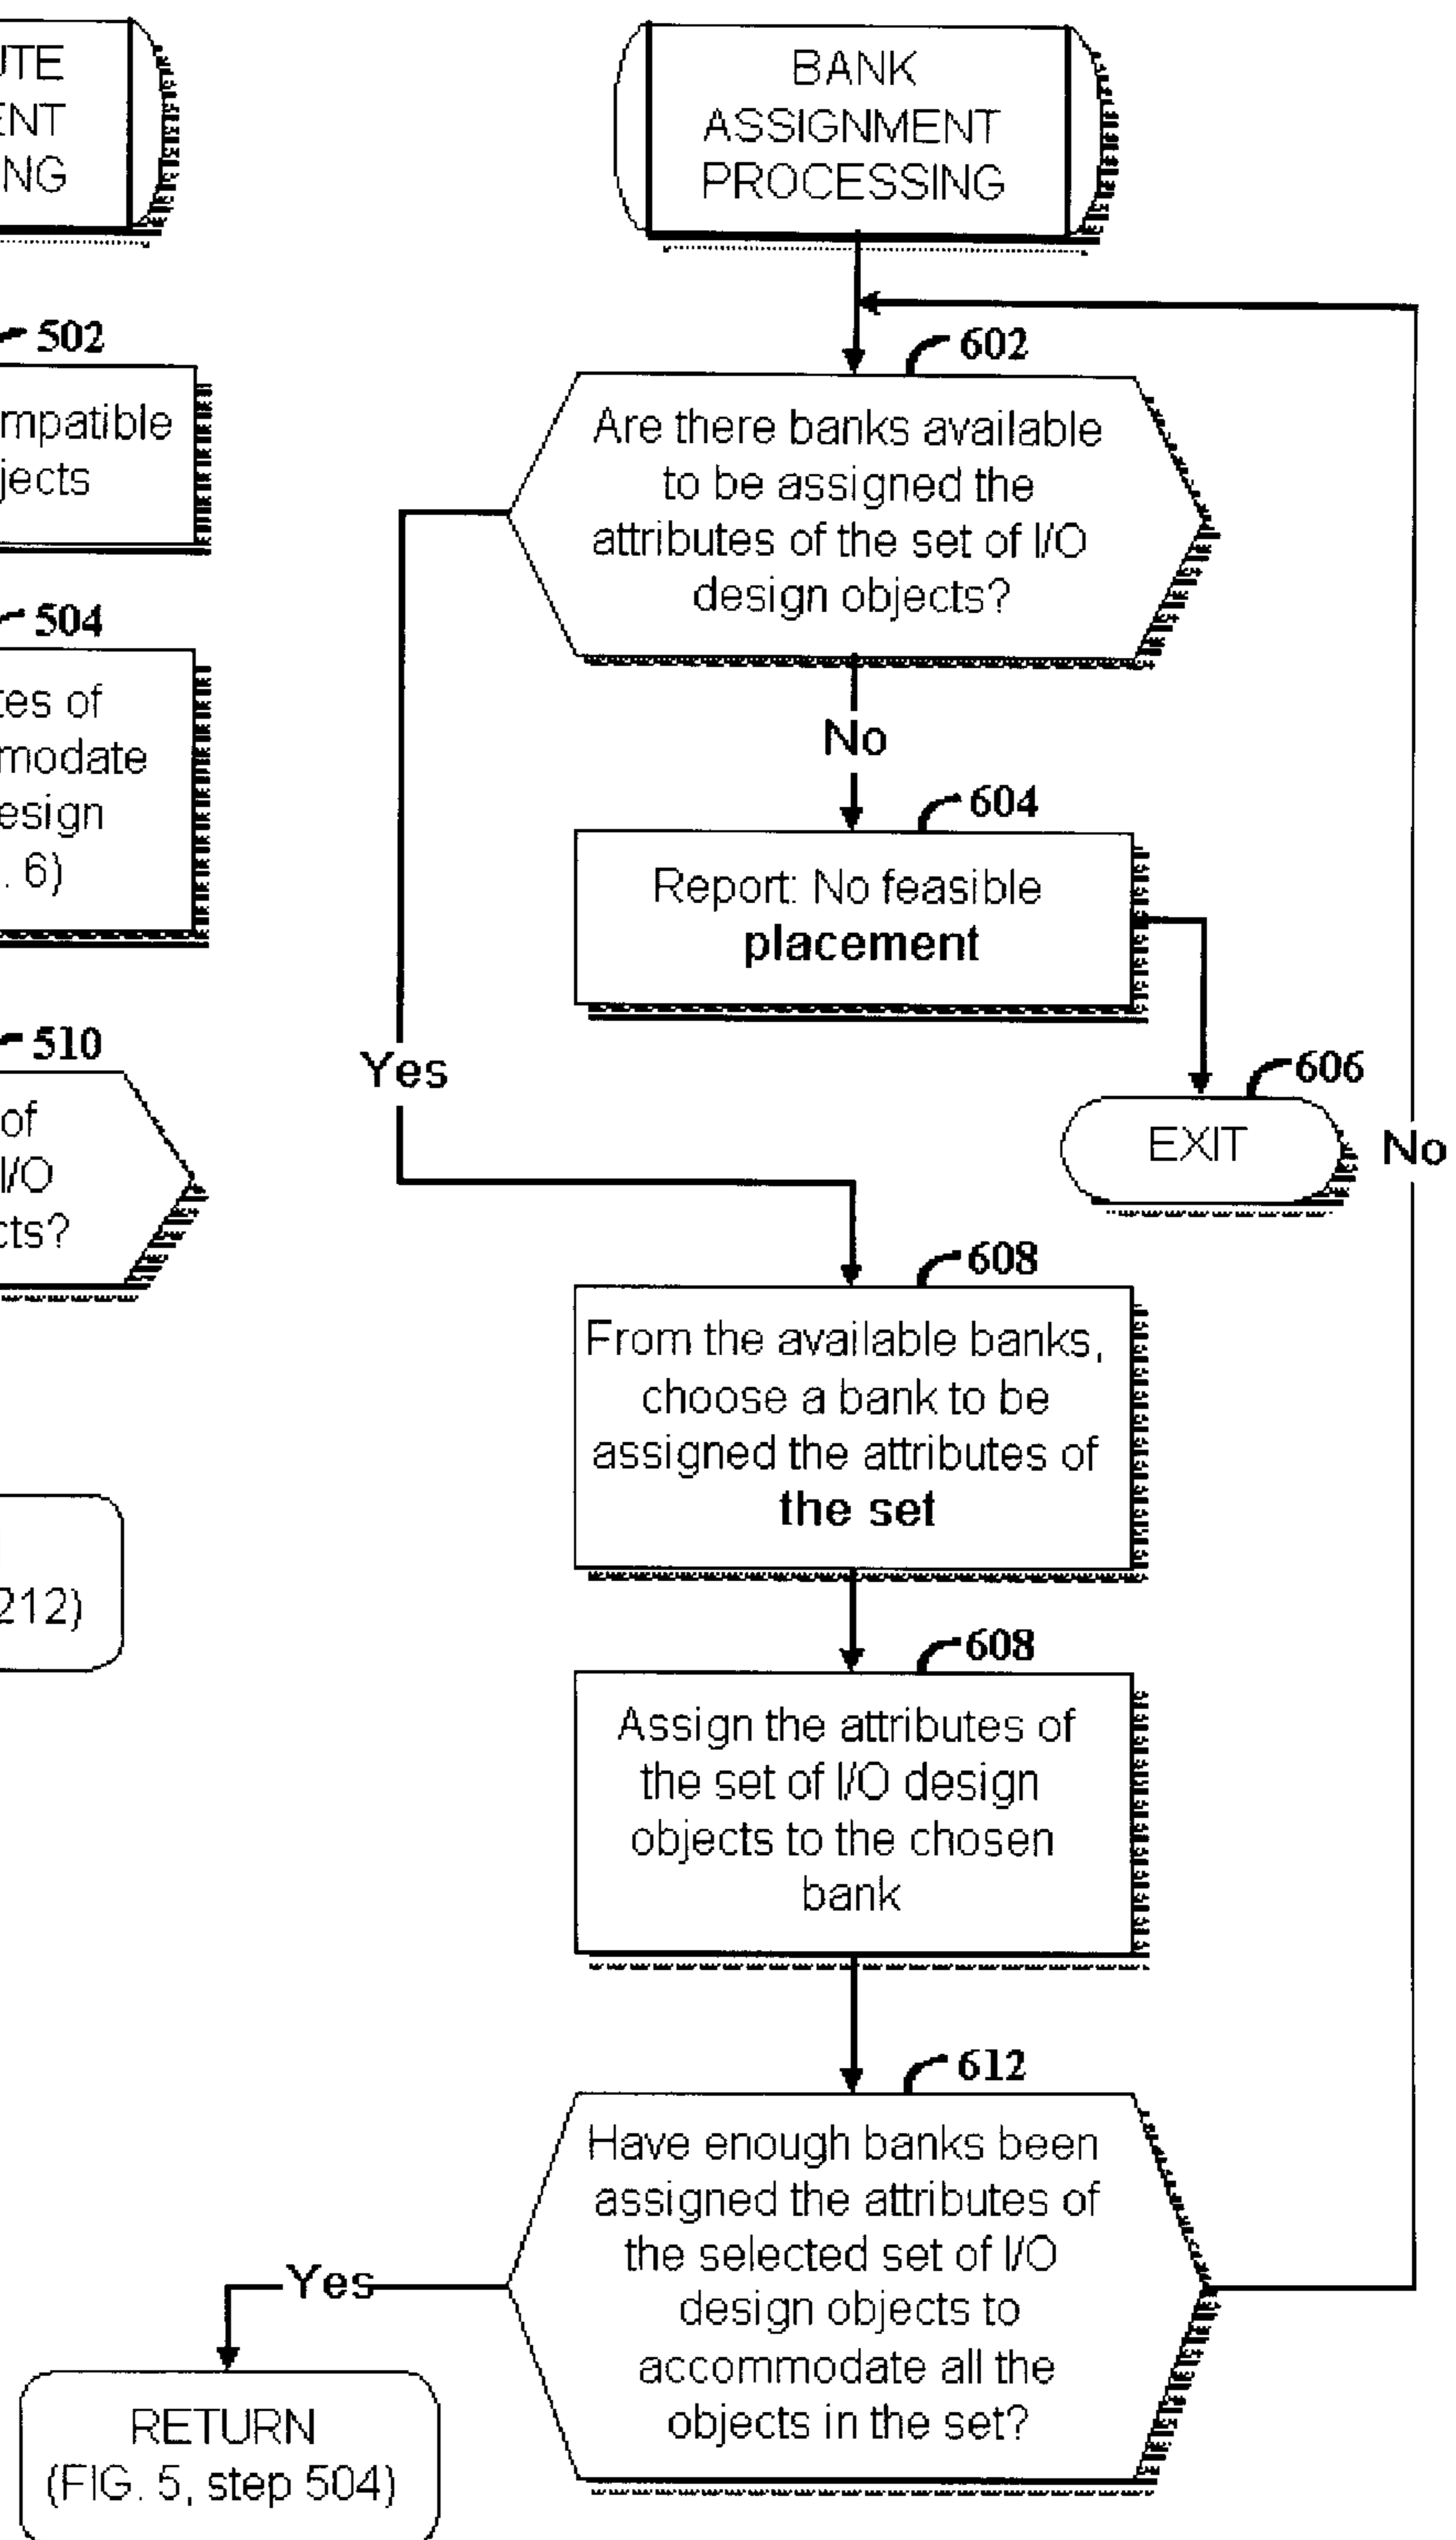 UTE
ENT
NG
502
mpatible
jects
504
tes of
modate
esign
. 6)
510
of
I/O
cts?
212)
BANK
ASSIGNMENT
PROCESSING
602
Are there banks available
to be assigned the
attributes of the set of I/O
design objects?
No
604
Report: No feasible
placement
606
EXIT
No
Yes
608
From the available banks,
choose a bank to be
assigned the attributes of
the set
608
Assign the attributes of
the set of I/O design
objects to the chosen
bank
612
Have enough banks been
assigned the attributes of
the selected set of I/O
design objects to
accommodate all the
objects in the set?
Yes
RETURN
(FIG. 5, step 504)